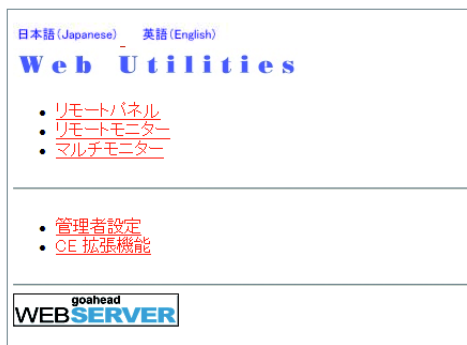 日本語(Japanese) 英語(English)
Web Utilities
リモートパネル
リモートモニター
マルチモニター
管理者設定
CE 拡張機能
goahead
WEBSERVER